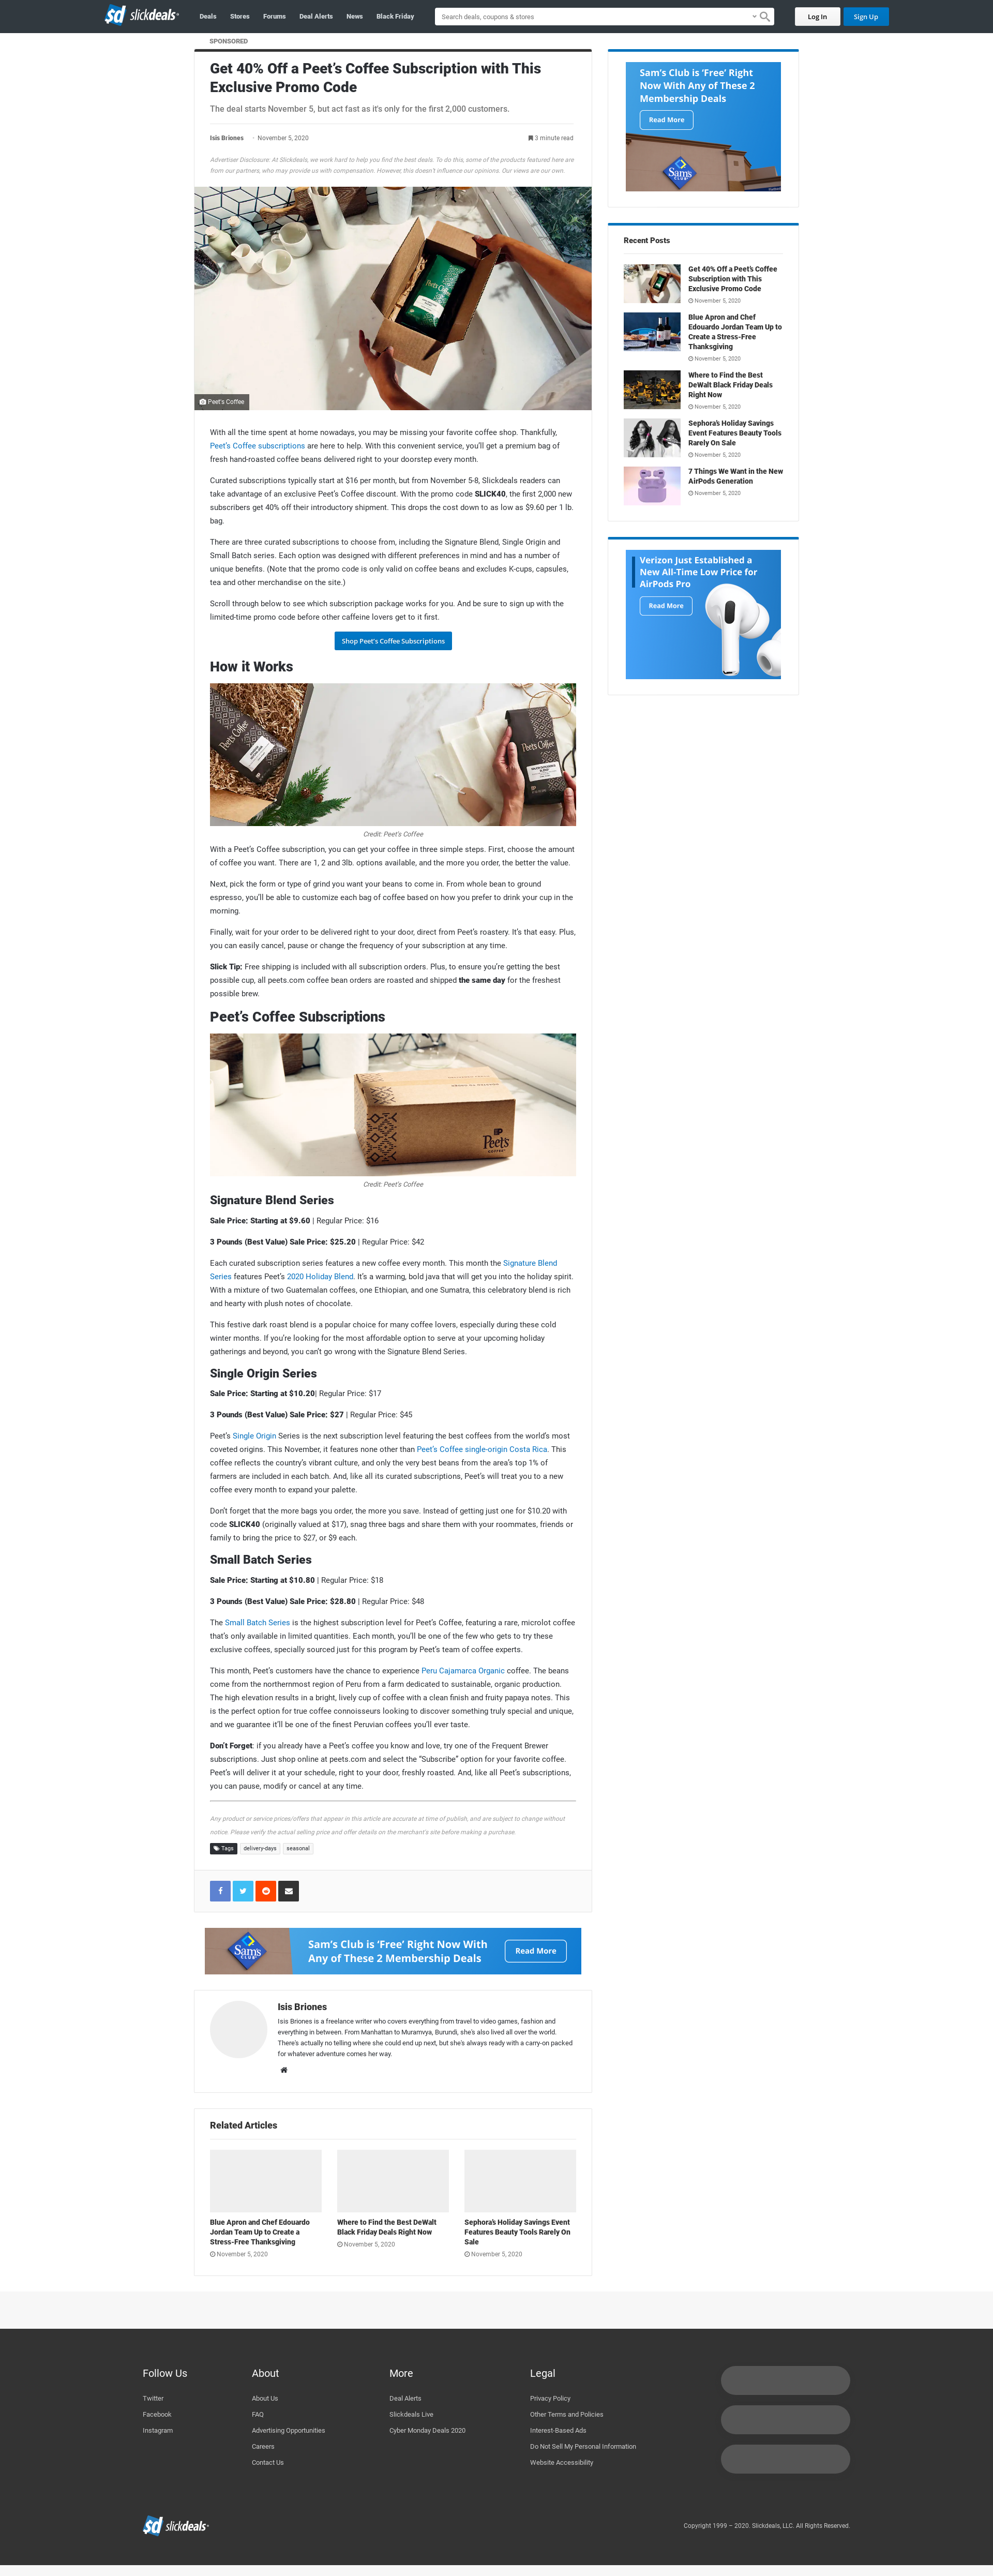 sd slickdeals
Deals Stores Forums Deal Alerts News Black Friday
Search deals, coupons & stores
Log In
Sign Up
SPONSORED
Get 40% Off a Peet’s Coffee Subscription with This
Exclusive Promo Code
The deal starts November 5, but act fast as it's only for the first 2,000 customers.
Isis Briones · November 5, 2020
3 minute read
Advertiser Disclosure: At Slickdeals, we work hard to help you find the best deals. To do this, some of the products featured here are
from our partners, who may provide us with compensation. However, this doesn’t influence our opinions. Our views are our own.
Peet's Coffee
With all the time spent at home nowadays, you may be missing your favorite coffee shop. Thankfully,
Peet’s Coffee subscriptions are here to help. With this convenient service, you’ll get a premium bag of
fresh hand-roasted coffee beans delivered right to your doorstep every month.
Curated subscriptions typically start at $16 per month, but from November 5-8, Slickdeals readers can
take advantage of an exclusive Peet’s Coffee discount. With the promo code SLICK40, the first 2,000 new
subscribers get 40% off their introductory shipment. This drops the cost down to as low as $9.60 per 1 lb.
bag.
There are three curated subscriptions to choose from, including the Signature Blend, Single Origin and
Small Batch series. Each option was designed with different preferences in mind and has a number of
unique benefits. (Note that the promo code is only valid on coffee beans and excludes K-cups, capsules,
tea and other merchandise on the site.)
Scroll through below to see which subscription package works for you. And be sure to sign up with the
limited-time promo code before other caffeine lovers get to it first.
Shop Peet's Coffee Subscriptions
How it Works
Peet's Coffee
Peet's Coffee
Credit: Peet’s Coffee
With a Peet’s Coffee subscription, you can get your coffee in three simple steps. First, choose the amount
of coffee you want. There are 1, 2 and 3lb. options available, and the more you order, the better the value.
Next, pick the form or type of grind you want your beans to come in. From whole bean to ground
espresso, you’ll be able to customize each bag of coffee based on how you prefer to drink your cup in the
morning.
Finally, wait for your order to be delivered right to your door, direct from Peet’s roastery. It’s that easy. Plus,
you can easily cancel, pause or change the frequency of your subscription at any time.
Slick Tip: Free shipping is included with all subscription orders. Plus, to ensure you’re getting the best
possible cup, all peets.com coffee bean orders are roasted and shipped the same day for the freshest
possible brew.
Peet’s Coffee Subscriptions
Peet's
COFFEE
Credit: Peet’s Coffee
Signature Blend Series
Sale Price: Starting at $9.60 | Regular Price: $16
3 Pounds (Best Value) Sale Price: $25.20 | Regular Price: $42
Each curated subscription series features a new coffee every month. This month the Signature Blend
Series features Peet’s 2020 Holiday Blend. It’s a warming, bold java that will get you into the holiday spirit.
With a mixture of two Guatemalan coffees, one Ethiopian, and one Sumatra, this celebratory blend is rich
and hearty with plush notes of chocolate.
This festive dark roast blend is a popular choice for many coffee lovers, especially during these cold
winter months. If you’re looking for the most affordable option to serve at your upcoming holiday
gatherings and beyond, you can’t go wrong with the Signature Blend Series.
Single Origin Series
Sale Price: Starting at $10.20| Regular Price: $17
3 Pounds (Best Value) Sale Price: $27 | Regular Price: $45
Peet’s Single Origin Series is the next subscription level featuring the best coffees from the world’s most
coveted origins. This November, it features none other than Peet’s Coffee single-origin Costa Rica. This
coffee reflects the country’s vibrant culture, and only the very best beans from the area’s top 1% of
farmers are included in each batch. And, like all its curated subscriptions, Peet’s will treat you to a new
coffee every month to expand your palette.
Don’t forget that the more bags you order, the more you save. Instead of getting just one for $10.20 with
code SLICK40 (originally valued at $17), snag three bags and share them with your roommates, friends or
family to bring the price to $27, or $9 each.
Small Batch Series
Sale Price: Starting at $10.80 | Regular Price: $18
3 Pounds (Best Value) Sale Price: $28.80 | Regular Price: $48
The Small Batch Series is the highest subscription level for Peet’s Coffee, featuring a rare, microlot coffee
that’s only available in limited quantities. Each month, you’ll be one of the few who gets to try these
exclusive coffees, specially sourced just for this program by Peet’s team of coffee experts.
This month, Peet’s customers have the chance to experience Peru Cajamarca Organic coffee. The beans
come from the northernmost region of Peru from a farm dedicated to sustainable, organic production.
The high elevation results in a bright, lively cup of coffee with a clean finish and fruity papaya notes. This
is the perfect option for true coffee connoisseurs looking to discover something truly special and unique,
and we guarantee it’ll be one of the finest Peruvian coffees you’ll ever taste.
Don’t Forget: if you already have a Peet’s coffee you know and love, try one of the Frequent Brewer
subscriptions. Just shop online at peets.com and select the “Subscribe” option for your favorite coffee.
Peet’s will deliver it at your schedule, right to your door, freshly roasted. And, like all Peet’s subscriptions,
you can pause, modify or cancel at any time.
Any product or service prices/offers that appear in this article are accurate at time of publish, and are subject to change without
notice. Please verify the actual selling price and offer details on the merchant’s site before making a purchase.
Tags delivery-days seasonal
Sam's CLUB
Sam's Club is 'Free' Right Now With
Any of These 2 Membership Deals
Read More
Isis Briones
Isis Briones is a freelance writer who covers everything from travel to video games, fashion and
everything in between. From Manhattan to Muramvya, Burundi, she's also lived all over the world.
There's actually no telling where she could end up next, but she's always ready with a carry-on packed
for whatever adventure comes her way.
Related Articles
Blue Apron and Chef Edouardo
Jordan Team Up to Create a
Stress-Free Thanksgiving
November 5, 2020
Where to Find the Best DeWalt
Black Friday Deals Right Now
November 5, 2020
Sephora’s Holiday Savings Event
Features Beauty Tools Rarely On
Sale
November 5, 2020
Sam's Club is 'Free' Right
Now With Any of These 2
Membership Deals
Read More
Sam's
CLUB
Recent Posts
Get 40% Off a Peet’s Coffee
Subscription with This
Exclusive Promo Code
November 5, 2020
Blue Apron and Chef
Edouardo Jordan Team Up to
Create a Stress-Free
Thanksgiving
November 5, 2020
Where to Find the Best
DeWalt Black Friday Deals
Right Now
November 5, 2020
Sephora’s Holiday Savings
Event Features Beauty Tools
Rarely On Sale
November 5, 2020
7 Things We Want in the New
AirPods Generation
November 5, 2020
Verizon Just Established a
New All-Time Low Price for
AirPods Pro
Read More
Follow Us
Twitter
Facebook
Instagram
About
About Us
FAQ
Advertising Opportunities
Careers
Contact Us
More
Deal Alerts
Slickdeals Live
Cyber Monday Deals 2020
Legal
Privacy Policy
Other Terms and Policies
Interest-Based Ads
Do Not Sell My Personal Information
Website Accessibility
sd slickdeals
Copyright 1999 – 2020. Slickdeals, LLC. All Rights Reserved.